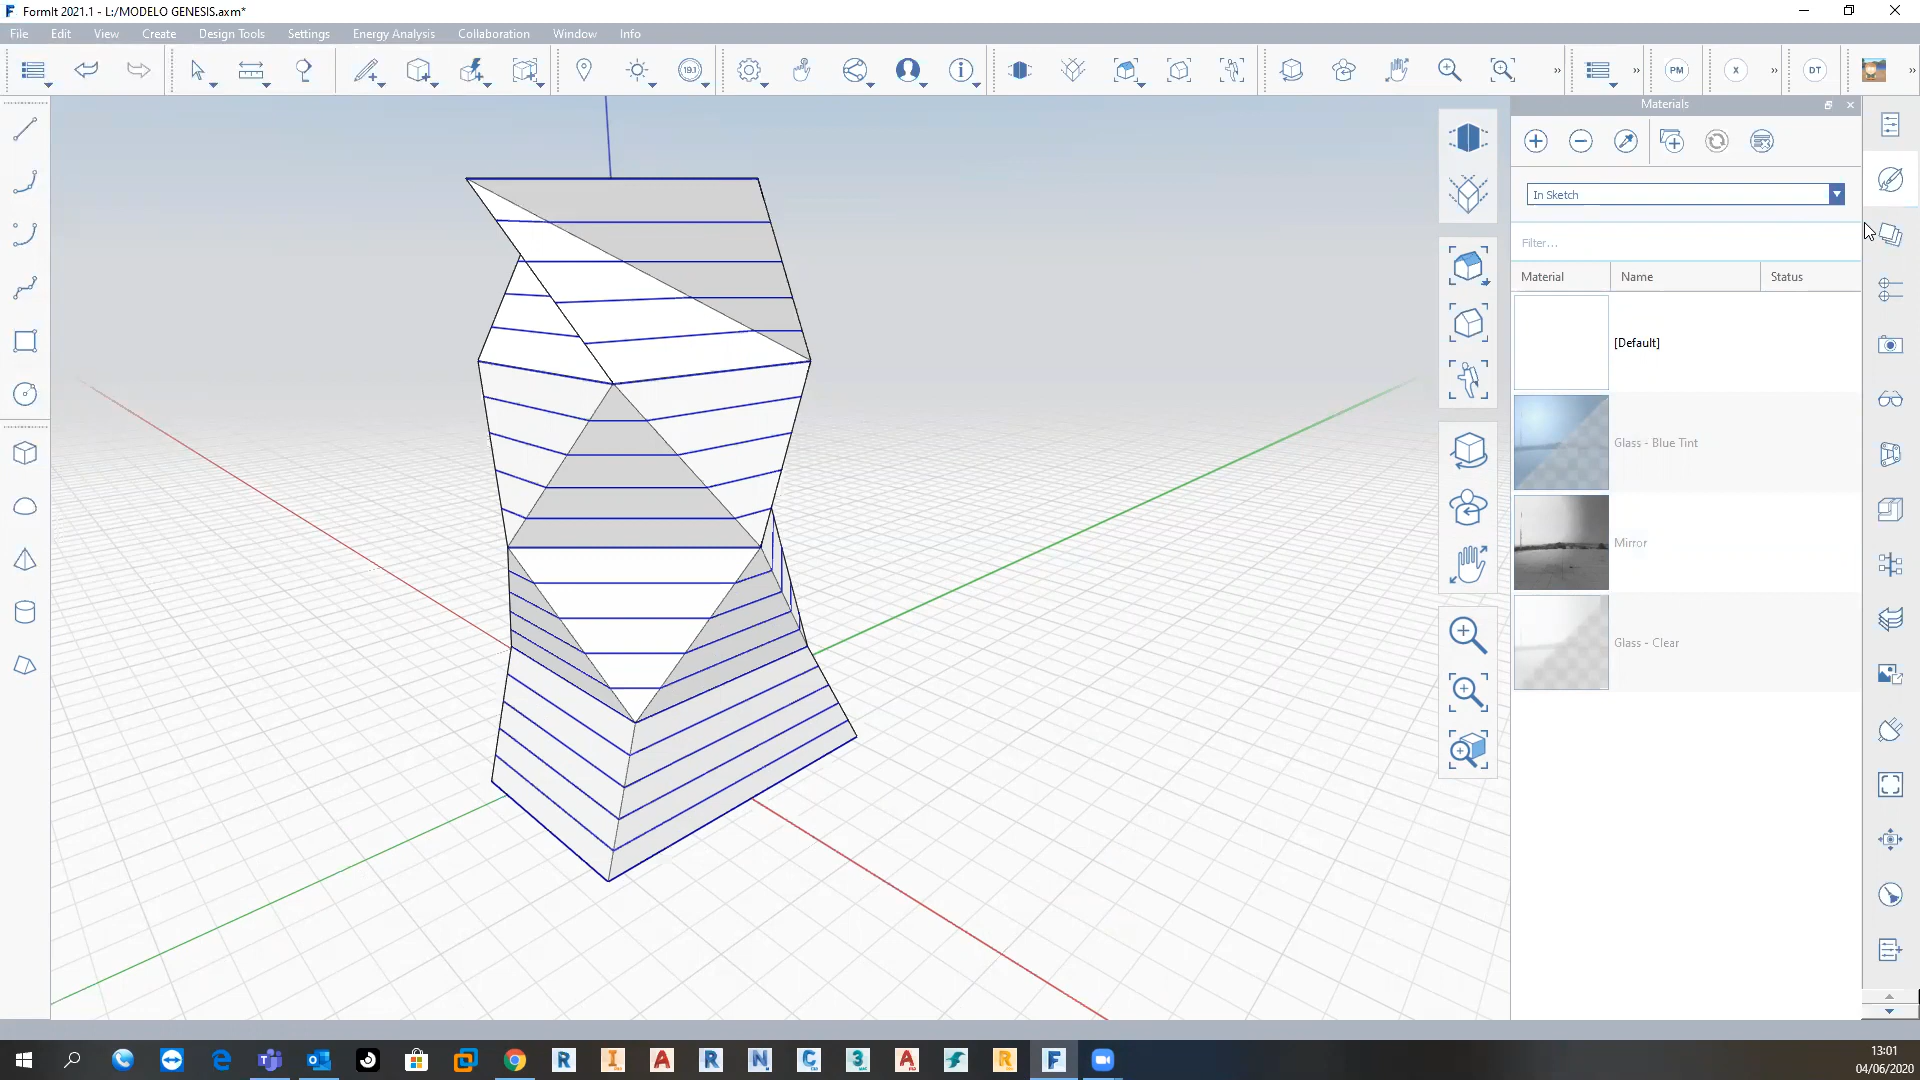 FormIt 2021.1 - L:/MODELO GENESIS.axm*
File Edit View Create Design Tools Settings Energy Analysis Collaboration Window Info
19.1
PM
X
DT
Materials
In Sketch
Filter...
Material Name Status
[Default]
Glass - Blue Tint
Mirror
Glass - Clear
13:01
04/06/2020